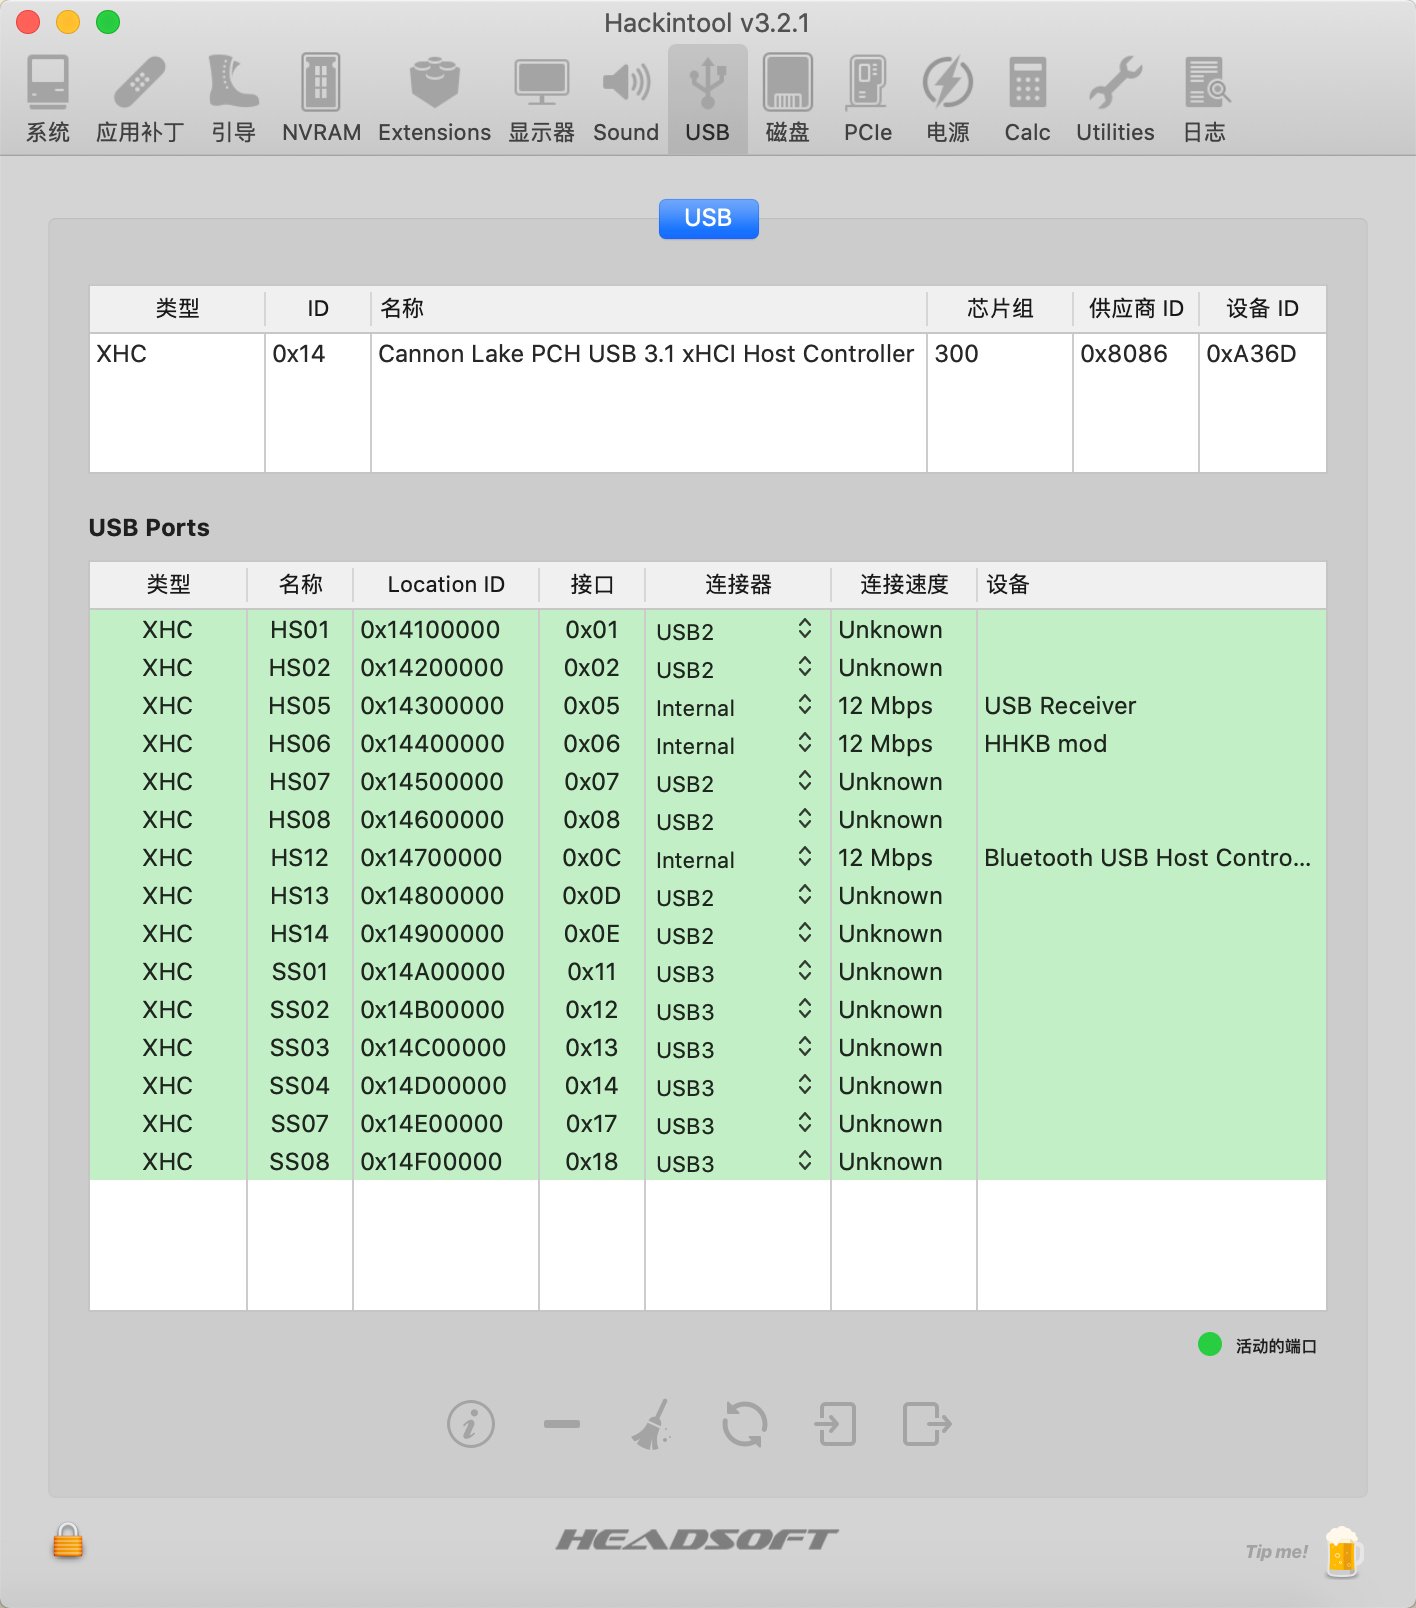 Hackintool v3.2.1
系统 应用补丁 引导 NVRAM Extensions 显示器 Sound USB 磁盘 PCIe 电源 Calc Utilities 日志
USB
类型 ID 名称 芯片组 供应商 ID 设备 ID
XHC 0x14 Cannon Lake PCH USB 3.1 xHCI Host Controller 300 0x8086 0xA36D
USB Ports
类型 名称 Location ID 接口 连接器 连接速度 设备
XHC HS01 0x14100000 0x01 USB2 Unknown
XHC HS02 0x14200000 0x02 USB2 Unknown
XHC HS05 0x14300000 0x05 Internal 12 Mbps USB Receiver
XHC HS06 0x14400000 0x06 Internal 12 Mbps HHKB mod
XHC HS07 0x14500000 0x07 USB2 Unknown
XHC HS08 0x14600000 0x08 USB2 Unknown
XHC HS12 0x14700000 0x0C Internal 12 Mbps Bluetooth USB Host Contro...
XHC HS13 0x14800000 0x0D USB2 Unknown
XHC HS14 0x14900000 0x0E USB2 Unknown
XHC SS01 0x14A00000 0x11 USB3 Unknown
XHC SS02 0x14B00000 0x12 USB3 Unknown
XHC SS03 0x14C00000 0x13 USB3 Unknown
XHC SS04 0x14D00000 0x14 USB3 Unknown
XHC SS07 0x14E00000 0x17 USB3 Unknown
XHC SS08 0x14F00000 0x18 USB3 Unknown
活动的端口
HEADSOFT
Tip me!